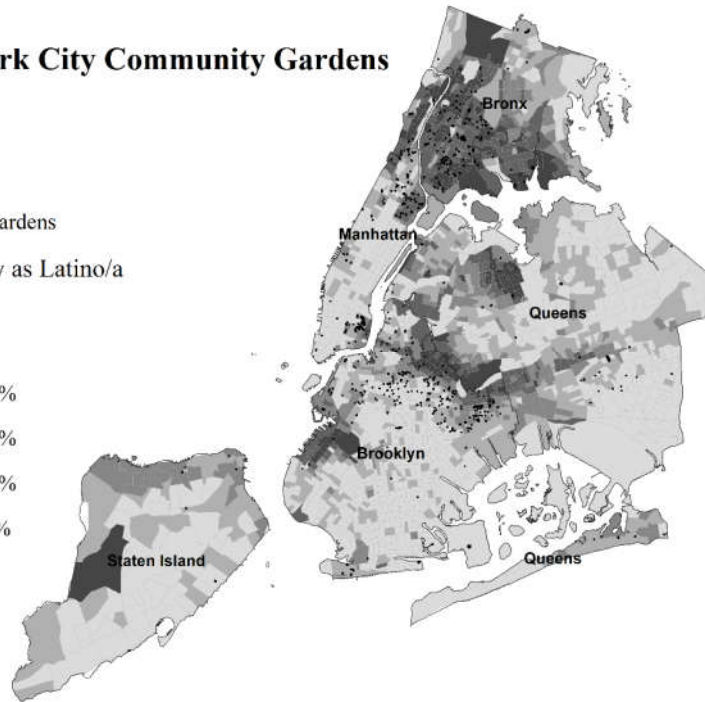 rk City Community Gardens
Bronx
ardens
Manhattan
y as Latino/a
Queens
%
%
Brooklyn
%
%
Staten Island
Queens